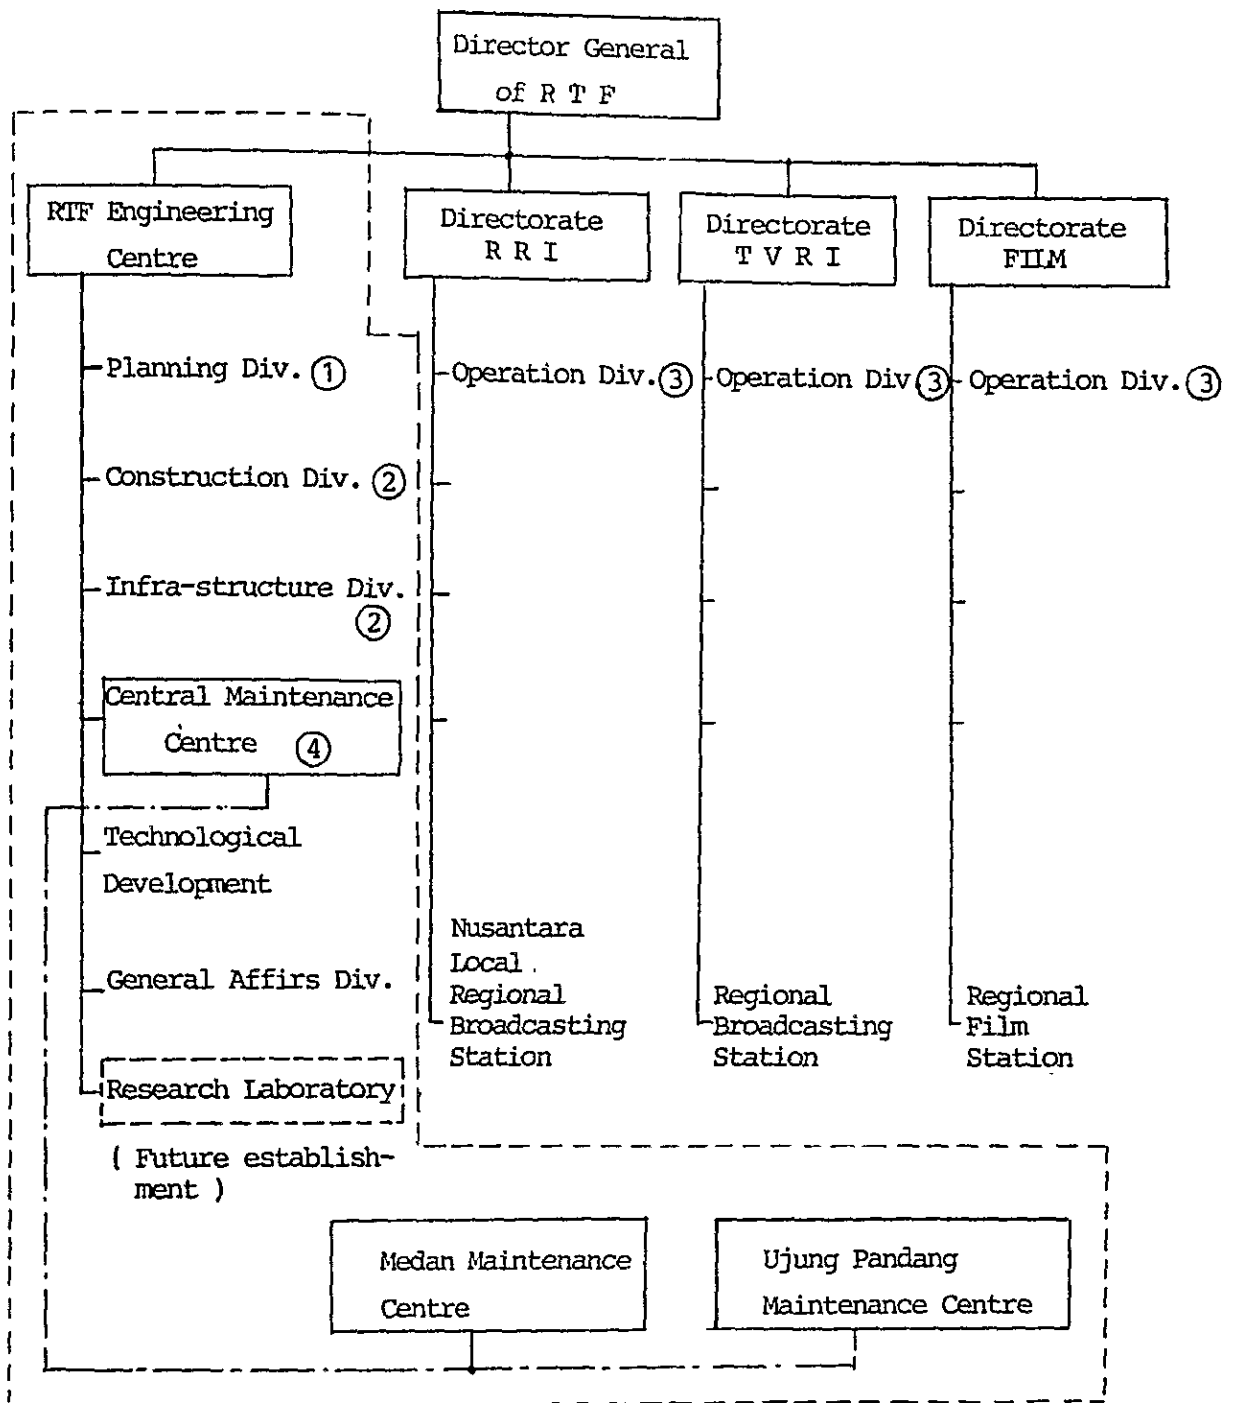 Director General
of R T F
RTF Engineering
Centre
Directorate
R R I
Directorate
T V R I
Directorate
FILM
Planning Div. ①
Operation Div. ③
Operation Div ③
Operation Div. ③
Construction Div. ②
Infra-structure Div.
②
Central Maintenance
Centre ④
Technological
Development
General Affirs Div.
Nusantara
Local
Regional
Broadcasting
Station
Regional
Broadcasting
Station
Regional
Film
Station
Research Laboratory
( Future establish-
ment )
Medan Maintenance
Centre
Ujung Pandang
Maintenance Centre